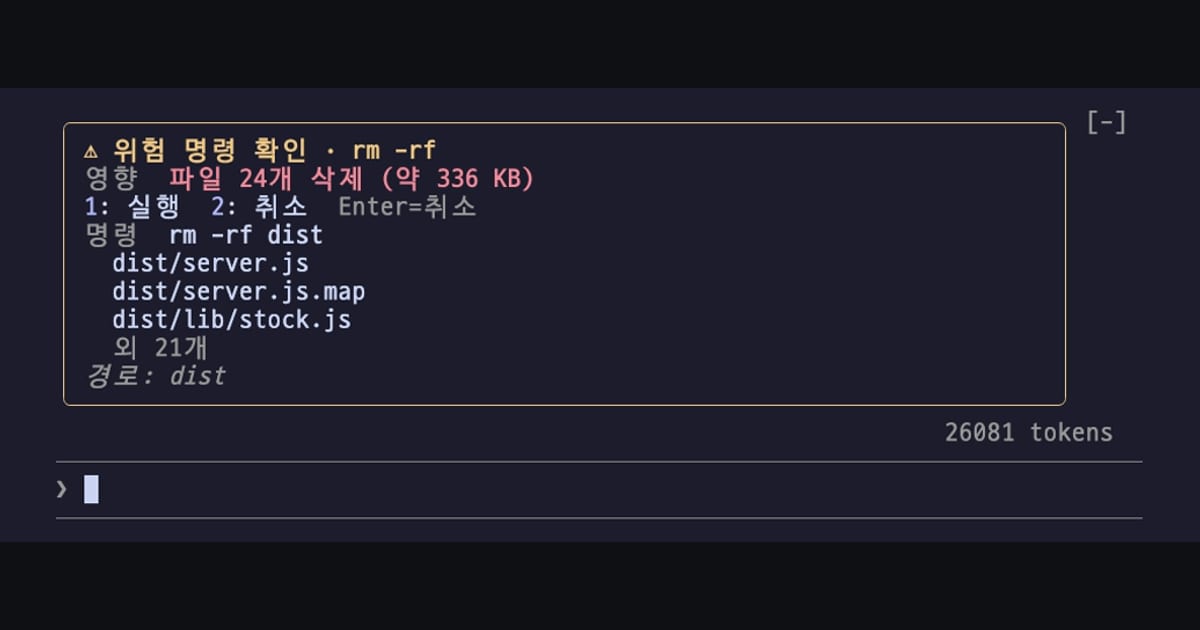 [-]
⚠ 위험 명령 확인 · rm -rf
영향  파일 24개 삭제 (약 336 KB)
1: 실행  2: 취소  Enter=취소
명령  rm -rf dist
dist/server.js
dist/server.js.map
dist/lib/stock.js
외 21개
경로: dist
26081 tokens
❯